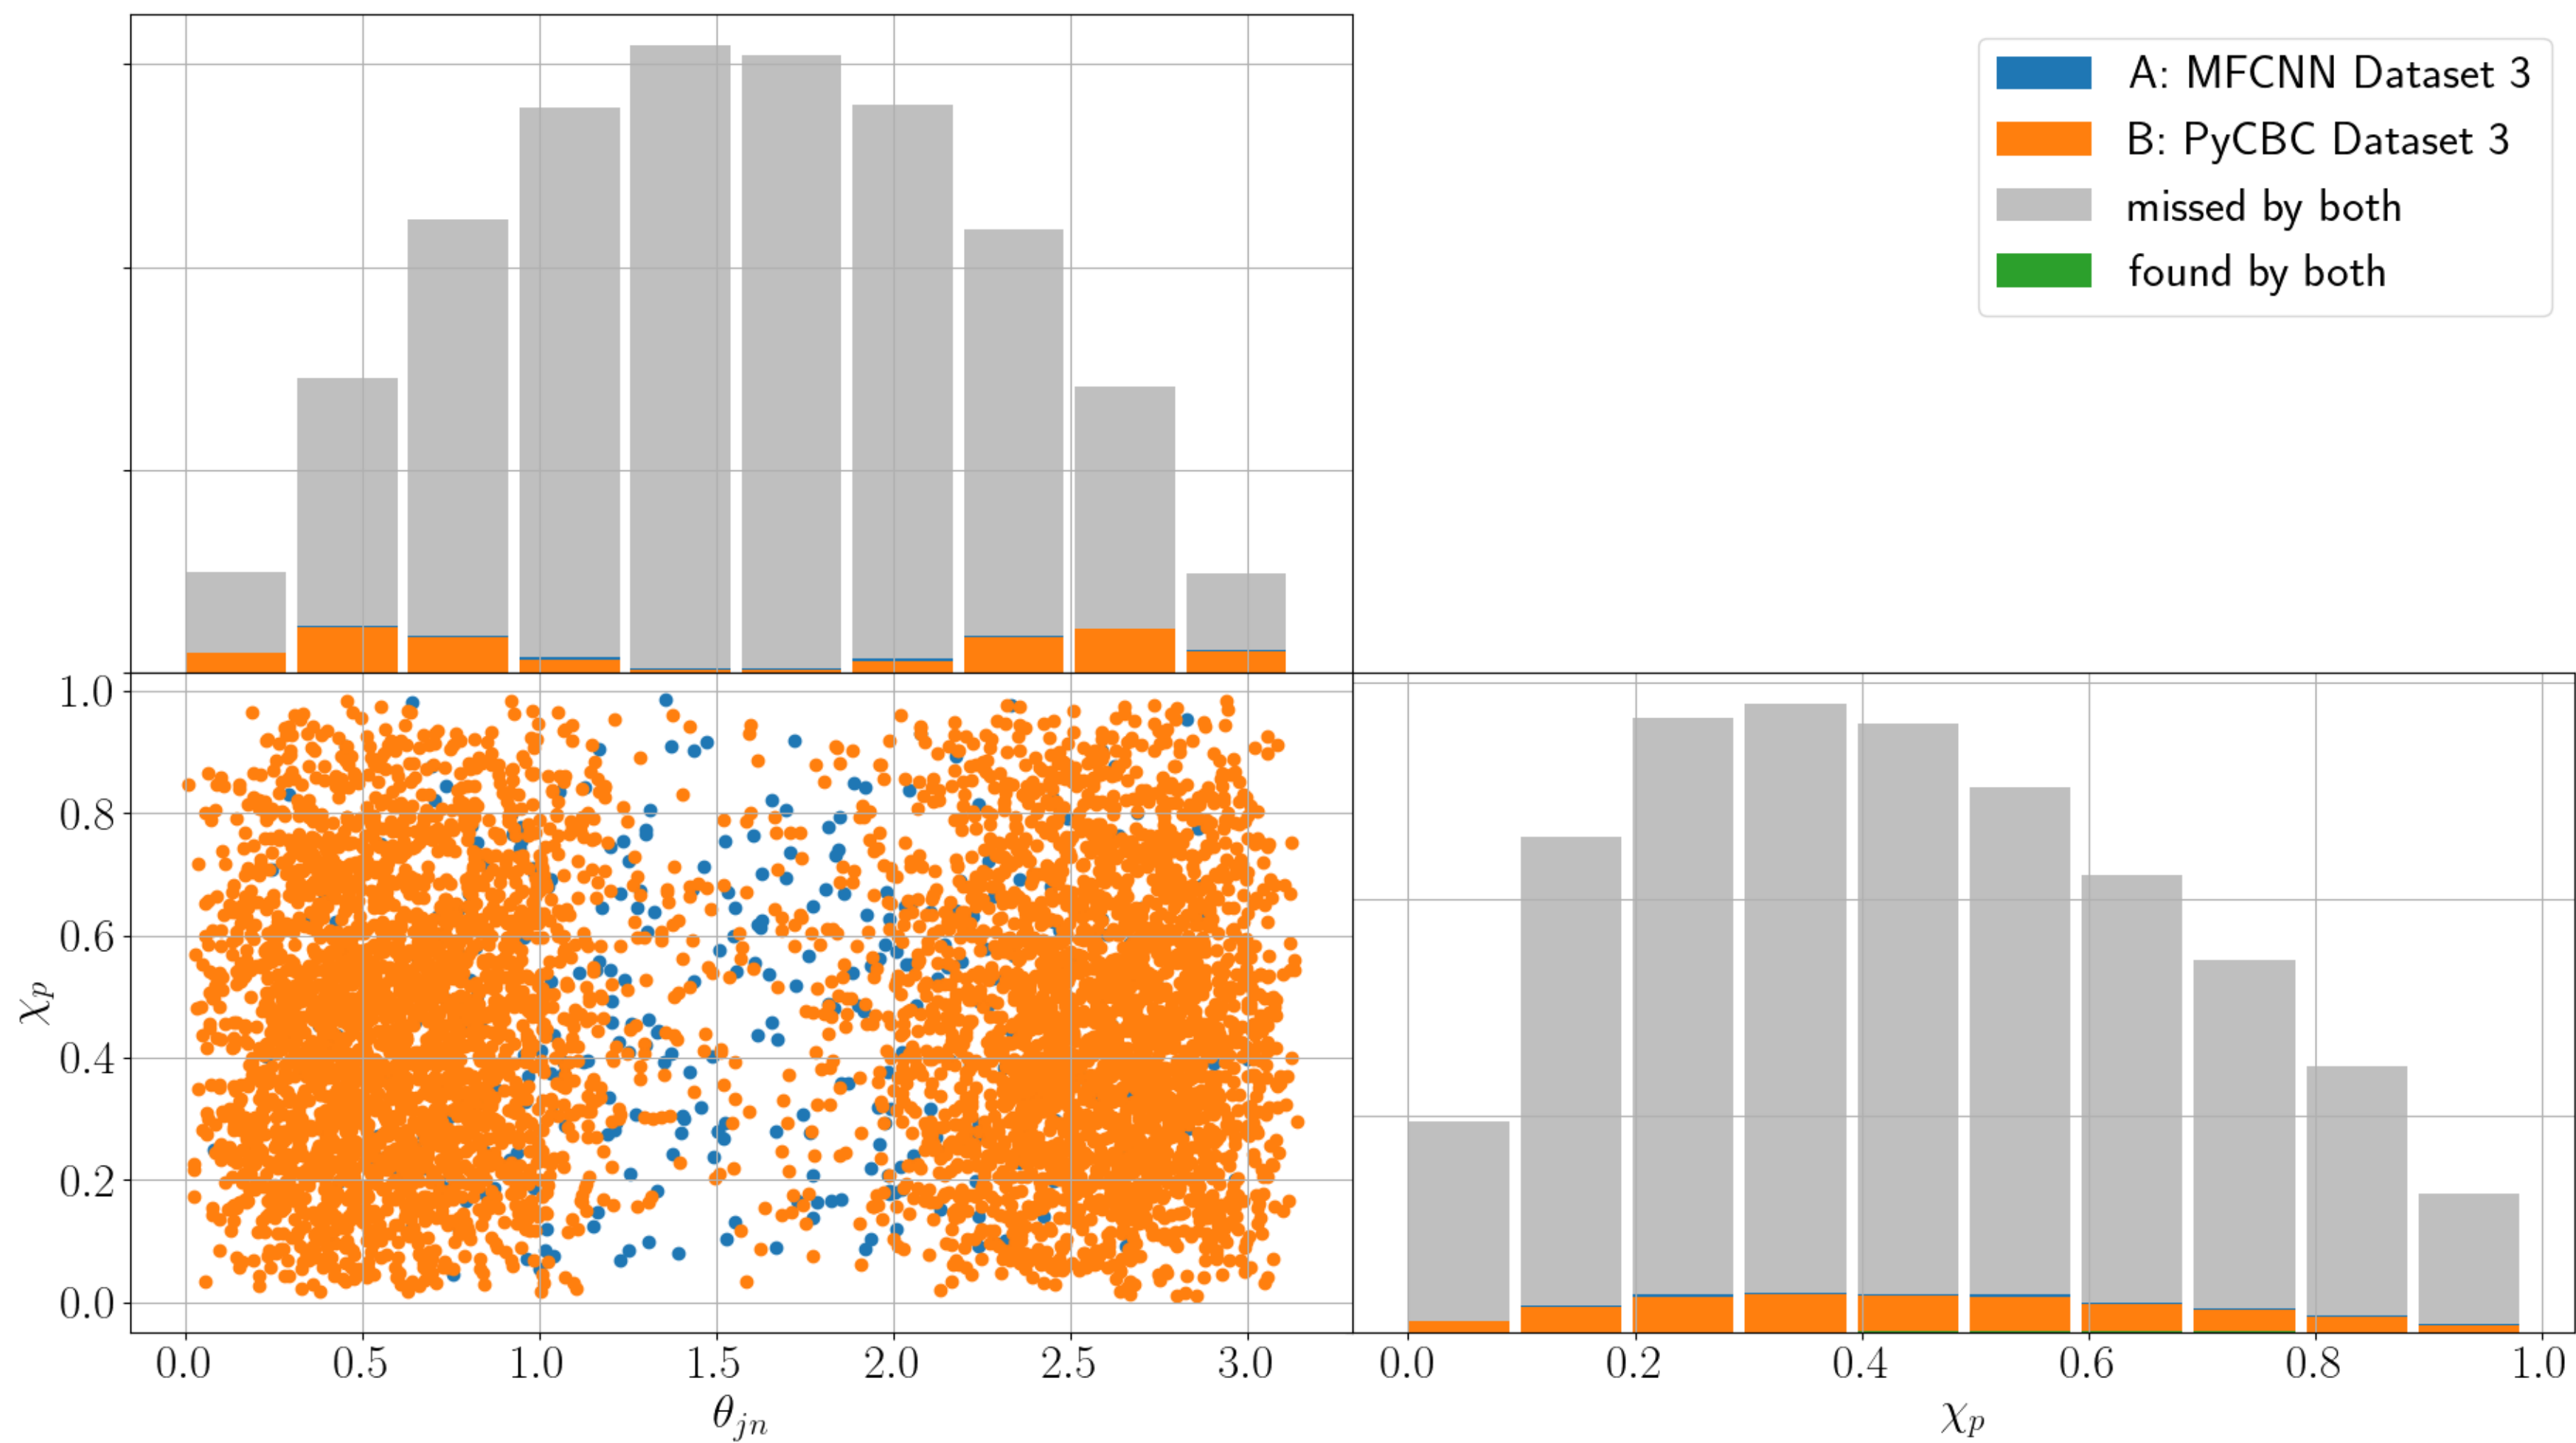 A: MFCNN Dataset 3
B: PyCBC Dataset 3
missed by both
found by both
1.0
0.8
0.6
0.4
0.2
0.0
χp
0.0 0.5 1.0 1.5 2.0 2.5 3.0
θjn
0.0 0.2 0.4 0.6 0.8 1.0
χp